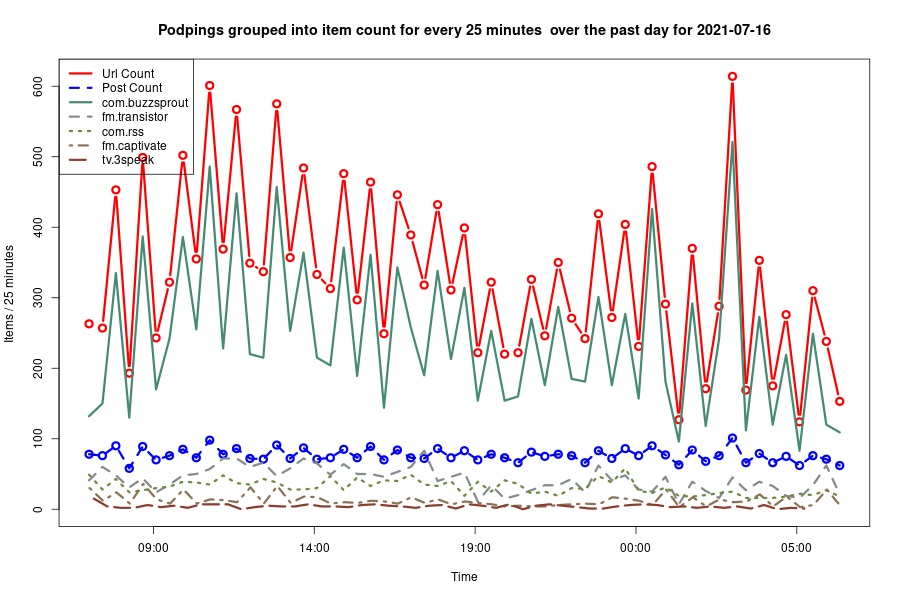 Podpings grouped into item count for every 25 minutes  over the past day for 2021-07-16
Url Count
Post Count
com.buzzsprout
fm.transistor
com.rss
fm.captivate
tv.3speak
Items / 25 minutes
600
500
400
300
200
100
0
09:00 14:00 19:00 00:00 05:00
Time